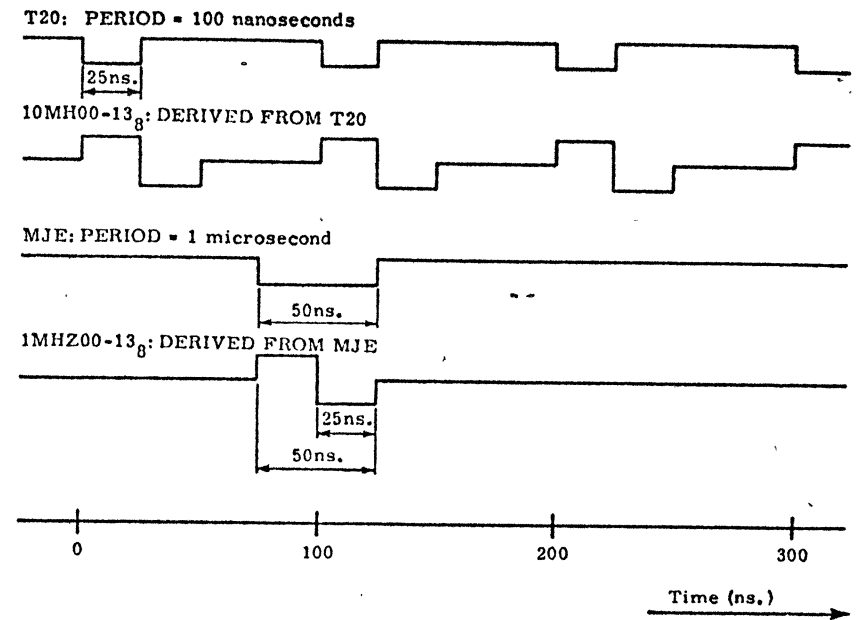 T20: PERIOD = 100 nanoseconds
25ns.
10MH00-13₈: DERIVED FROM T20
MJE: PERIOD = 1 microsecond
50ns.
1MHZ00-13₈: DERIVED FROM MJE
25ns.
50ns.
0 100 200 300
Time (ns.)